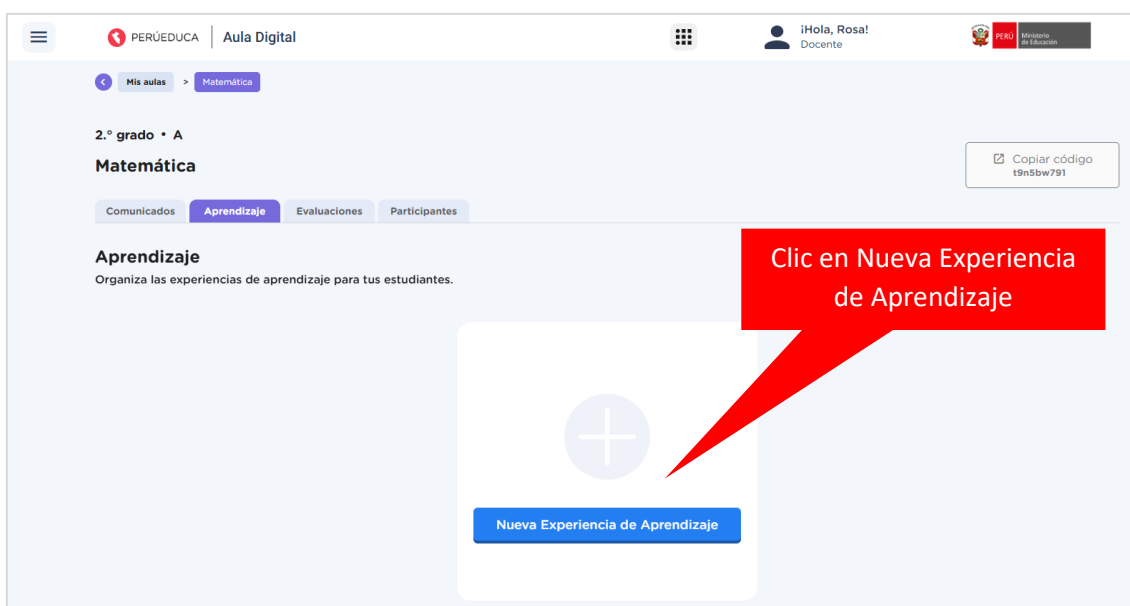 PERÚEDUCA
Aula Digital
¡Hola, Rosa!
Docente
PERÚ
Ministerio
de Educación
Mis aulas > Matemática
2.° grado • A
Matemática
Copiar código
t9n5bw791
Comunicados
Aprendizaje
Evaluaciones
Participantes
Aprendizaje
Organiza las experiencias de aprendizaje para tus estudiantes.
Clic en Nueva Experiencia
de Aprendizaje
Nueva Experiencia de Aprendizaje